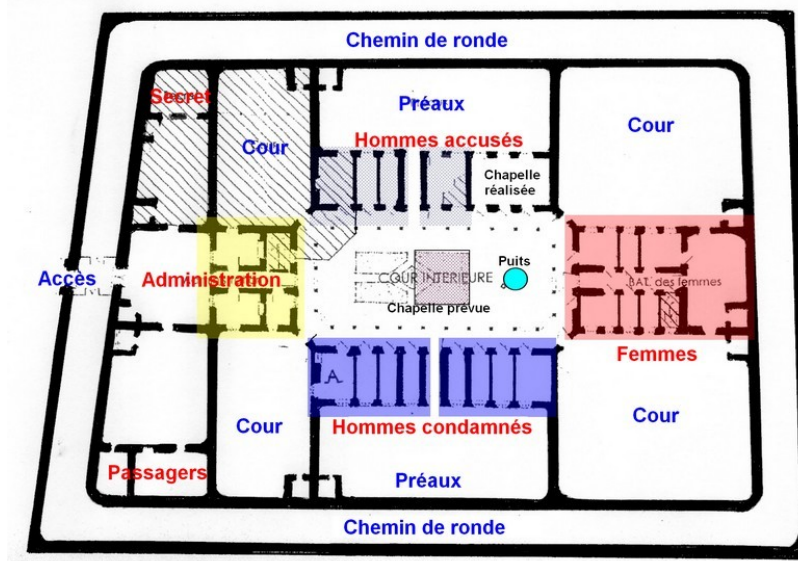 Chemin de ronde
Secret
Préaux
Cour
Hommes accusés
Cour
Chapelle
réalisée
Accès
Administration
Puits
COUR INTERIEURE
BAT. des femmes
Chapelle prévue
Femmes
A
Cour
Hommes condamnés
Cour
Passagers
Préaux
Chemin de ronde